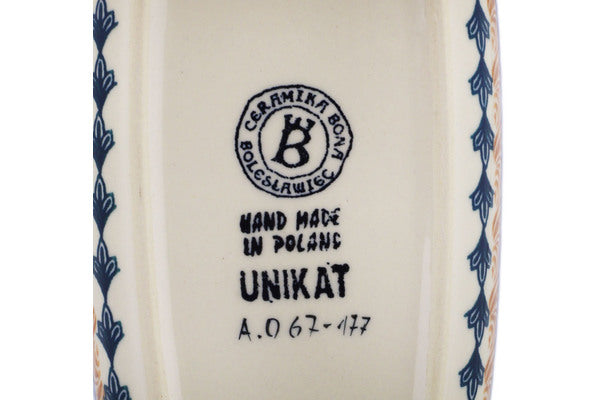 CERAMIKA BONA
B
BOLESŁAWIEC
HAND MADE
IN POLAND
UNIKAT
A.067-177